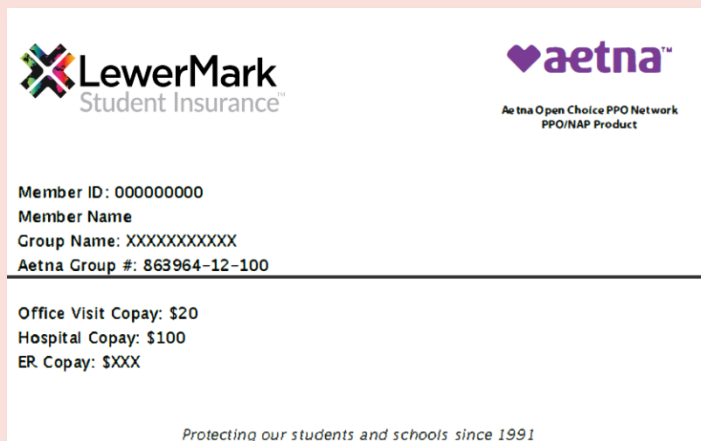 LewerMark
Student Insurance™
aetna™
Aetna Open Choice PPO Network
PPO/NAP Product
Member ID: 000000000
Member Name
Group Name: XXXXXXXXXXX
Aetna Group #: 863964-12-100
Office Visit Copay: $20
Hospital Copay: $100
ER Copay: $XXX
Protecting our students and schools since 1991